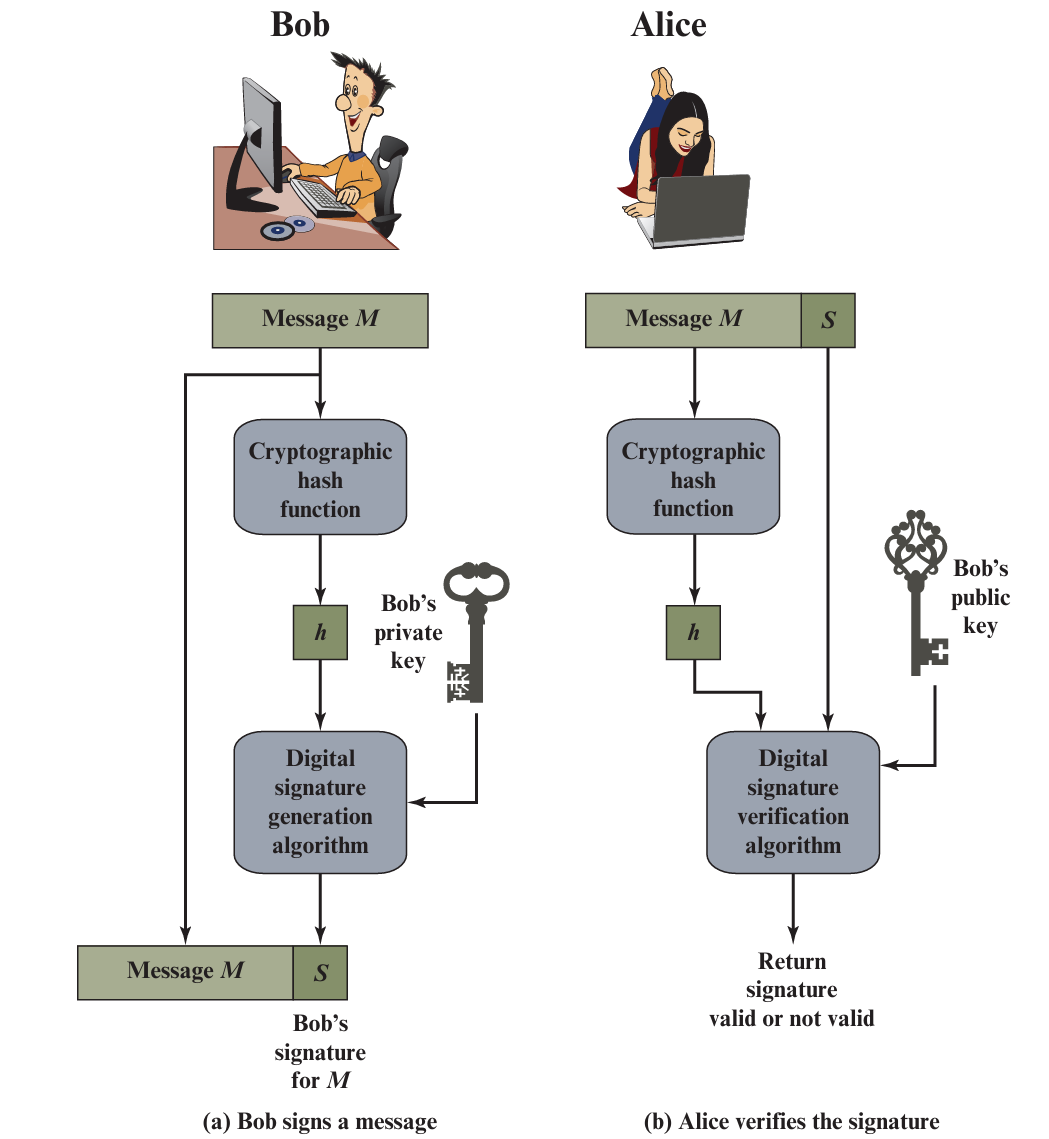 Bob
Message M
Cryptographic
hash
function
h
Bob's
private
key
Digital
signature
generation
algorithm
Message M
S
Bob's
signature
for M
(a) Bob signs a message
Alice
Message M
S
Cryptographic
hash
function
h
Bob's
public
key
Digital
signature
verification
algorithm
Return
signature
valid or not valid
(b) Alice verifies the signature